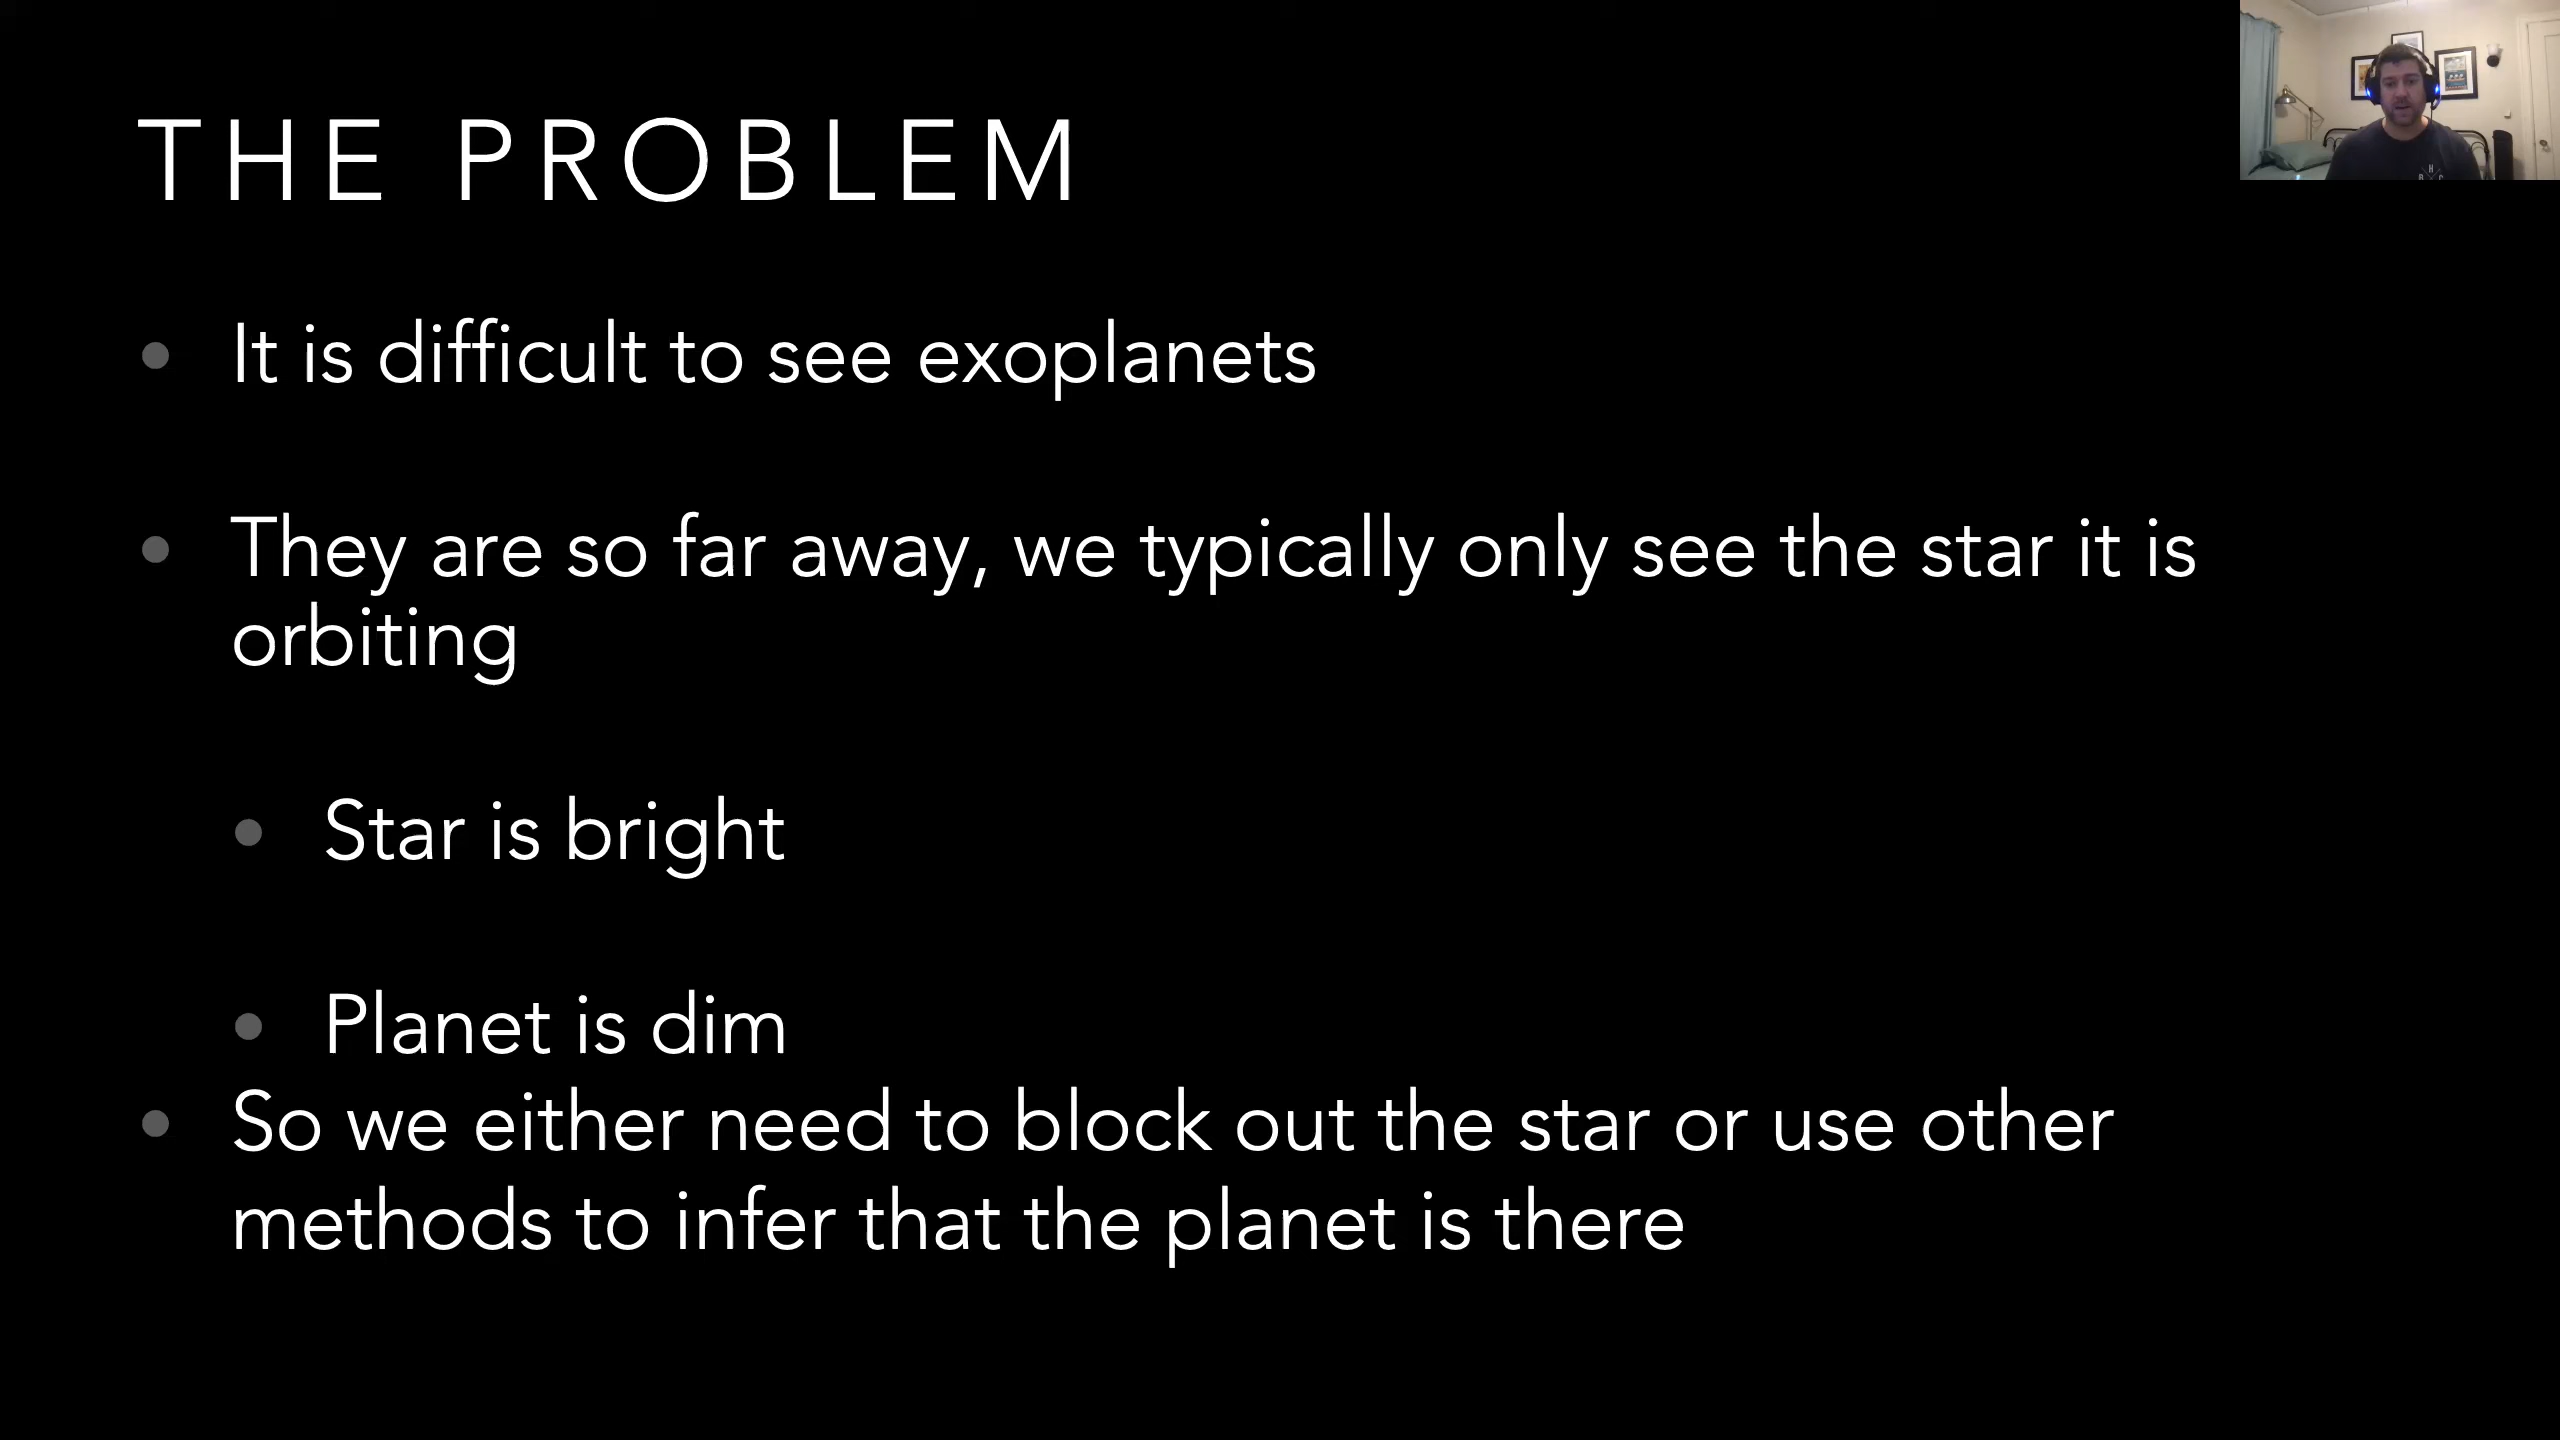 THE PROBLEM
It is difficult to see exoplanets
They are so far away, we typically only see the star it is
orbiting
Star is bright
Planet is dim
So we either need to block out the star or use other
methods to infer that the planet is there